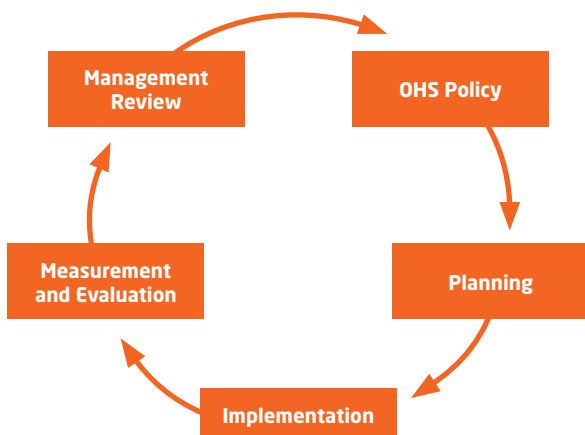 Management
Review
OHS Policy
Planning
Implementation
Measurement
and Evaluation